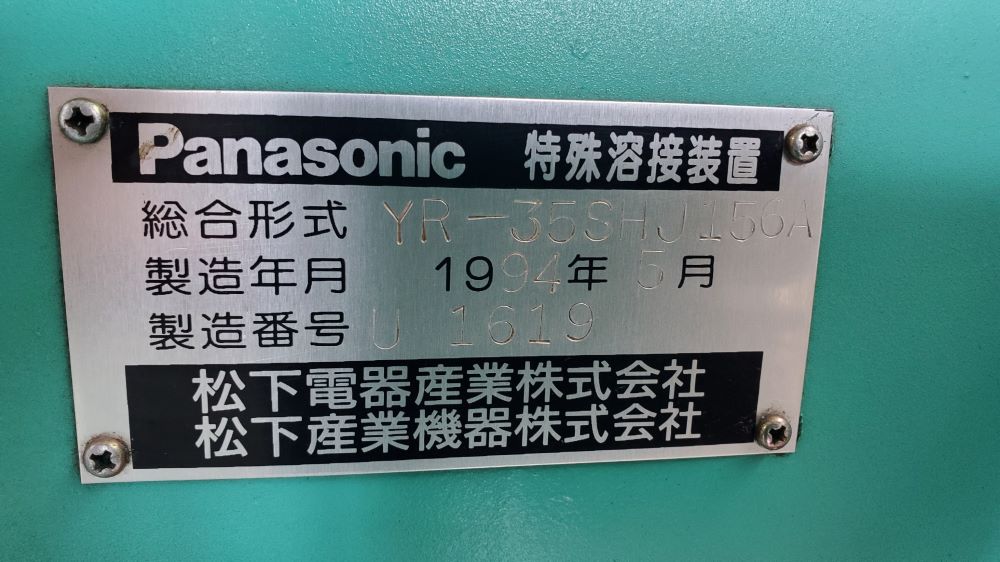 Panasonic 特殊溶接装置
総合形式 YR-35SHJ156A
製造年月 1994年 5月
製造番号 U 1619
松下電器産業株式会社
松下産業機器株式会社